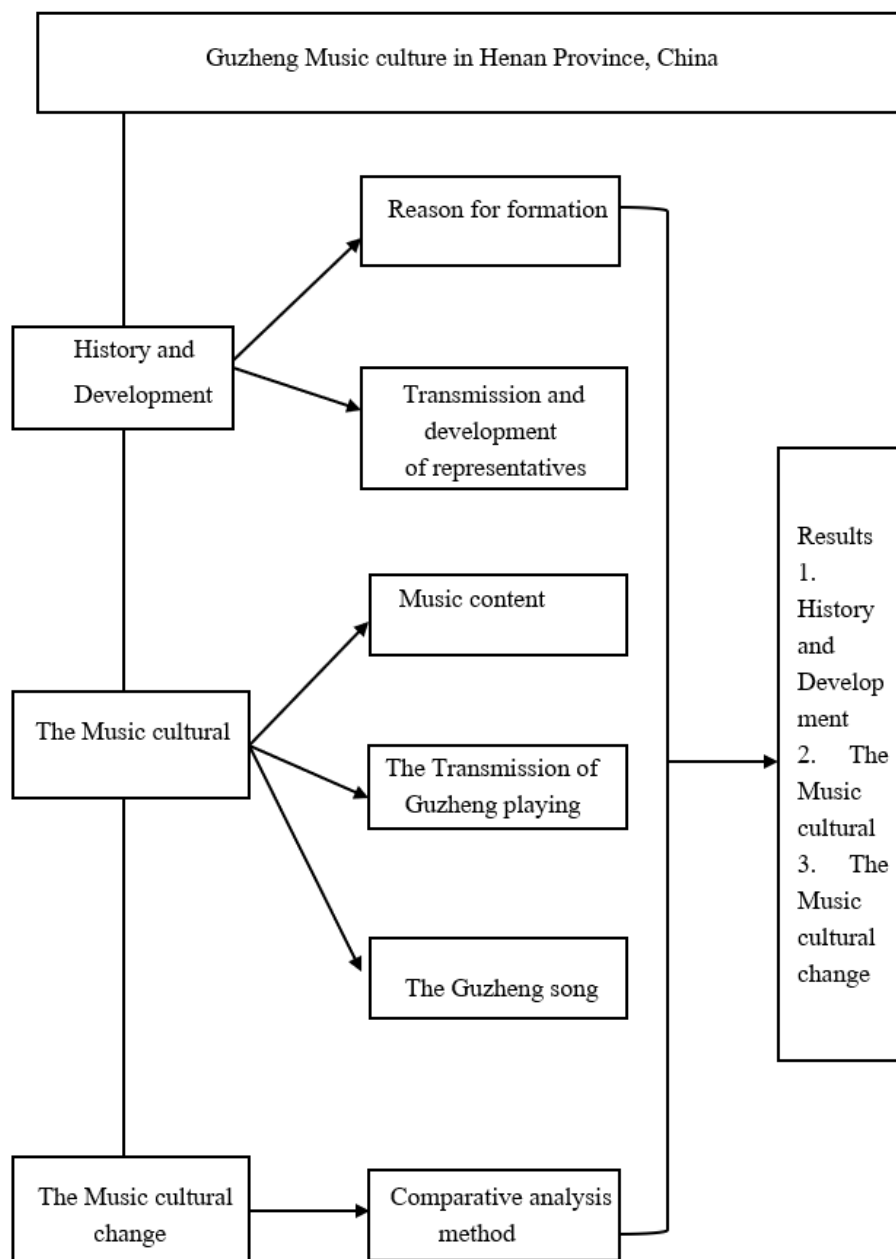 Guzheng Music culture in Henan Province, China
Reason for formation
History and
Development
Transmission and
development
of representatives
Music content
The Music cultural
The Transmission of
Guzheng playing
The Guzheng song
The Music cultural
change
Comparative analysis
method
Results
1.
History
and
Develop
ment
2. The
Music
cultural
3. The
Music
cultural
change